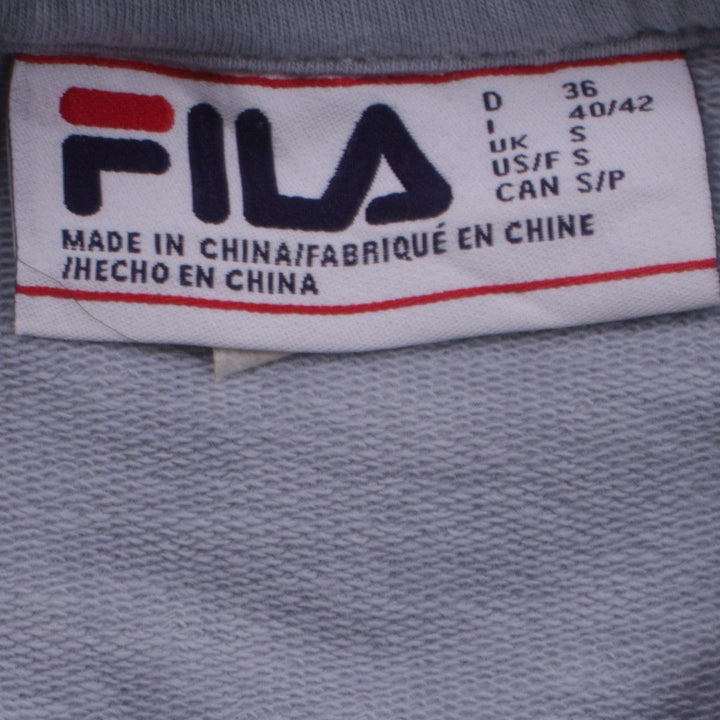 FILA
D 36
I 40/42
UK S
US/F S
CAN S/P
MADE IN CHINA/FABRIQUÉ EN CHINE
/HECHO EN CHINA